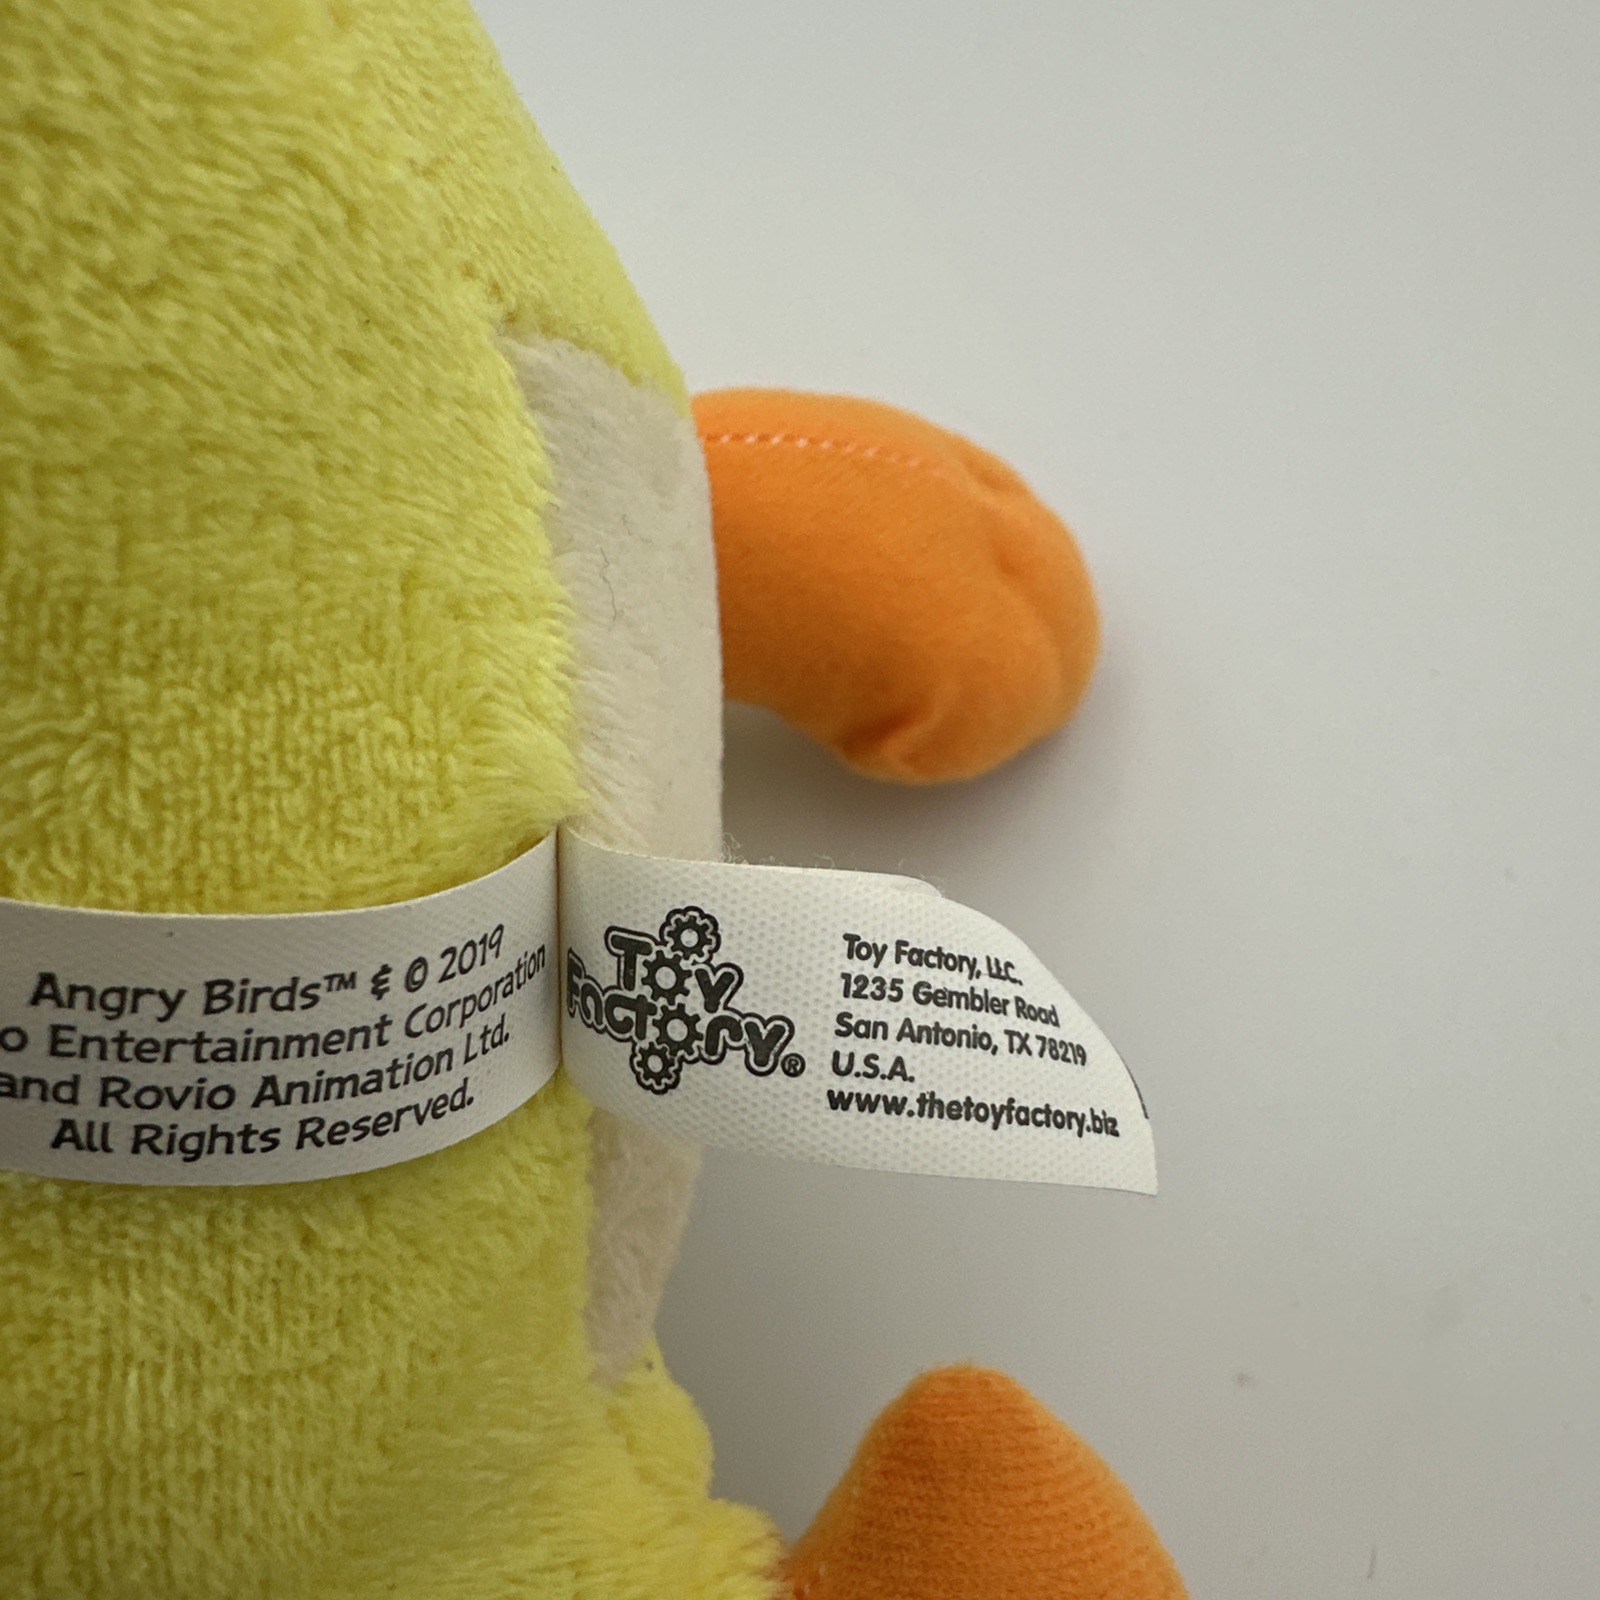 Angry Birds™ & © 2019
o Entertainment Corporation
and Rovio Animation Ltd.
All Rights Reserved.
Toy
Factory®
Toy Factory, LLC.
1235 Gembler Road
San Antonio, TX 78219
U.S.A.
www.thetoyfactory.biz